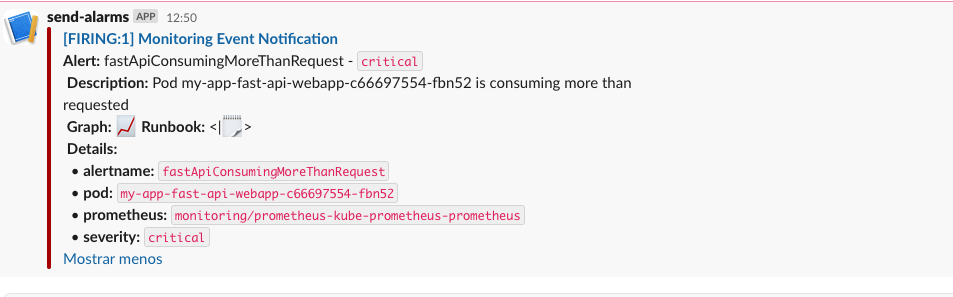 send-alarms APP 12:50
[FIRING:1] Monitoring Event Notification
Alert: fastApiConsumingMoreThanRequest - critical
Description: Pod my-app-fast-api-webapp-c66697554-fbn52 is consuming more than
requested
Graph: Runbook: <| >
Details:
• alertname: fastApiConsumingMoreThanRequest
• pod: my-app-fast-api-webapp-c66697554-fbn52
• prometheus: monitoring/prometheus-kube-prometheus-prometheus
• severity: critical
Mostrar menos